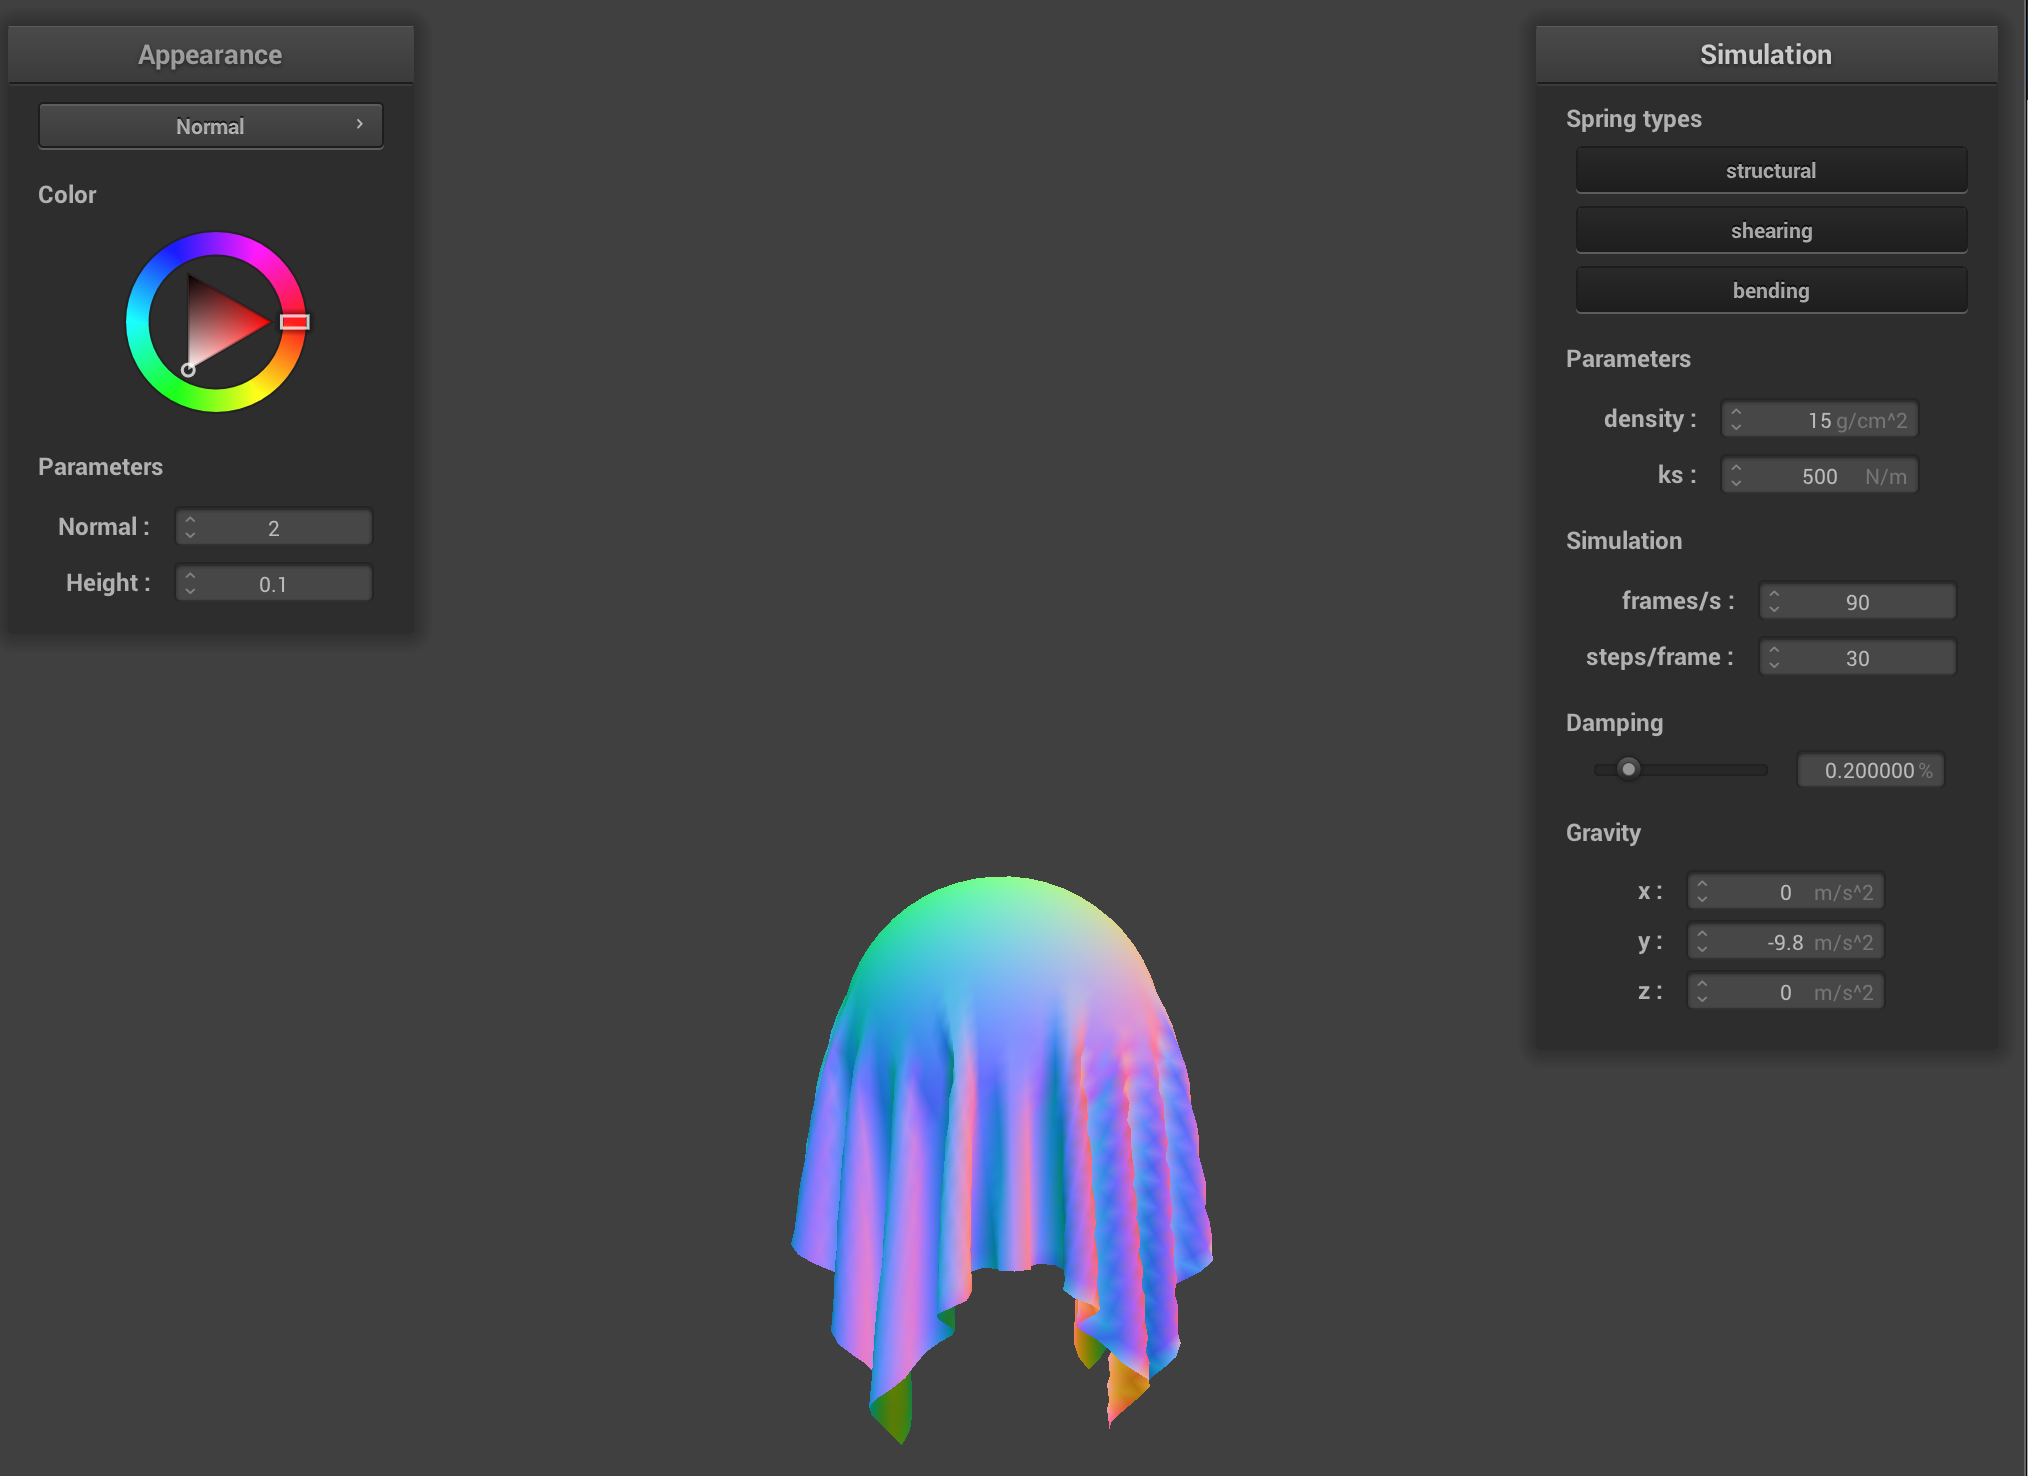 Appearance
Normal
Color
Parameters
Normal :
2
Height :
0.1
Simulation
Spring types
structural
shearing
bending
Parameters
density :
15 g/cm^2
ks :
500 N/m
Simulation
frames/s :
90
steps/frame :
30
Damping
0.200000 %
Gravity
x :
0 m/s^2
y :
-9.8 m/s^2
z :
0 m/s^2